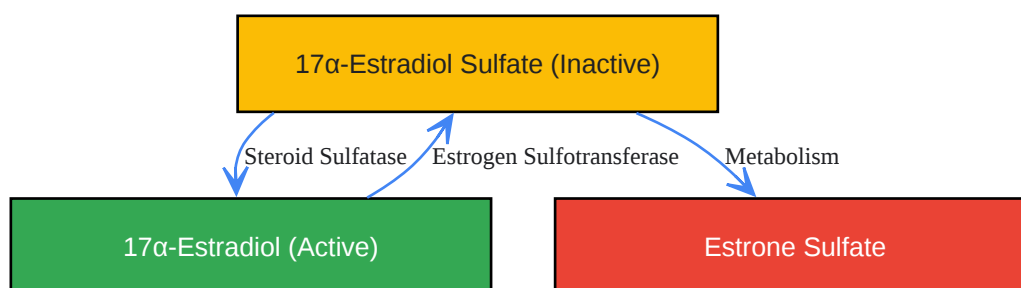 17α-Estradiol Sulfate (Inactive)
Steroid Sulfatase
Estrogen Sulfotransferase
Metabolism
17α-Estradiol (Active)
Estrone Sulfate